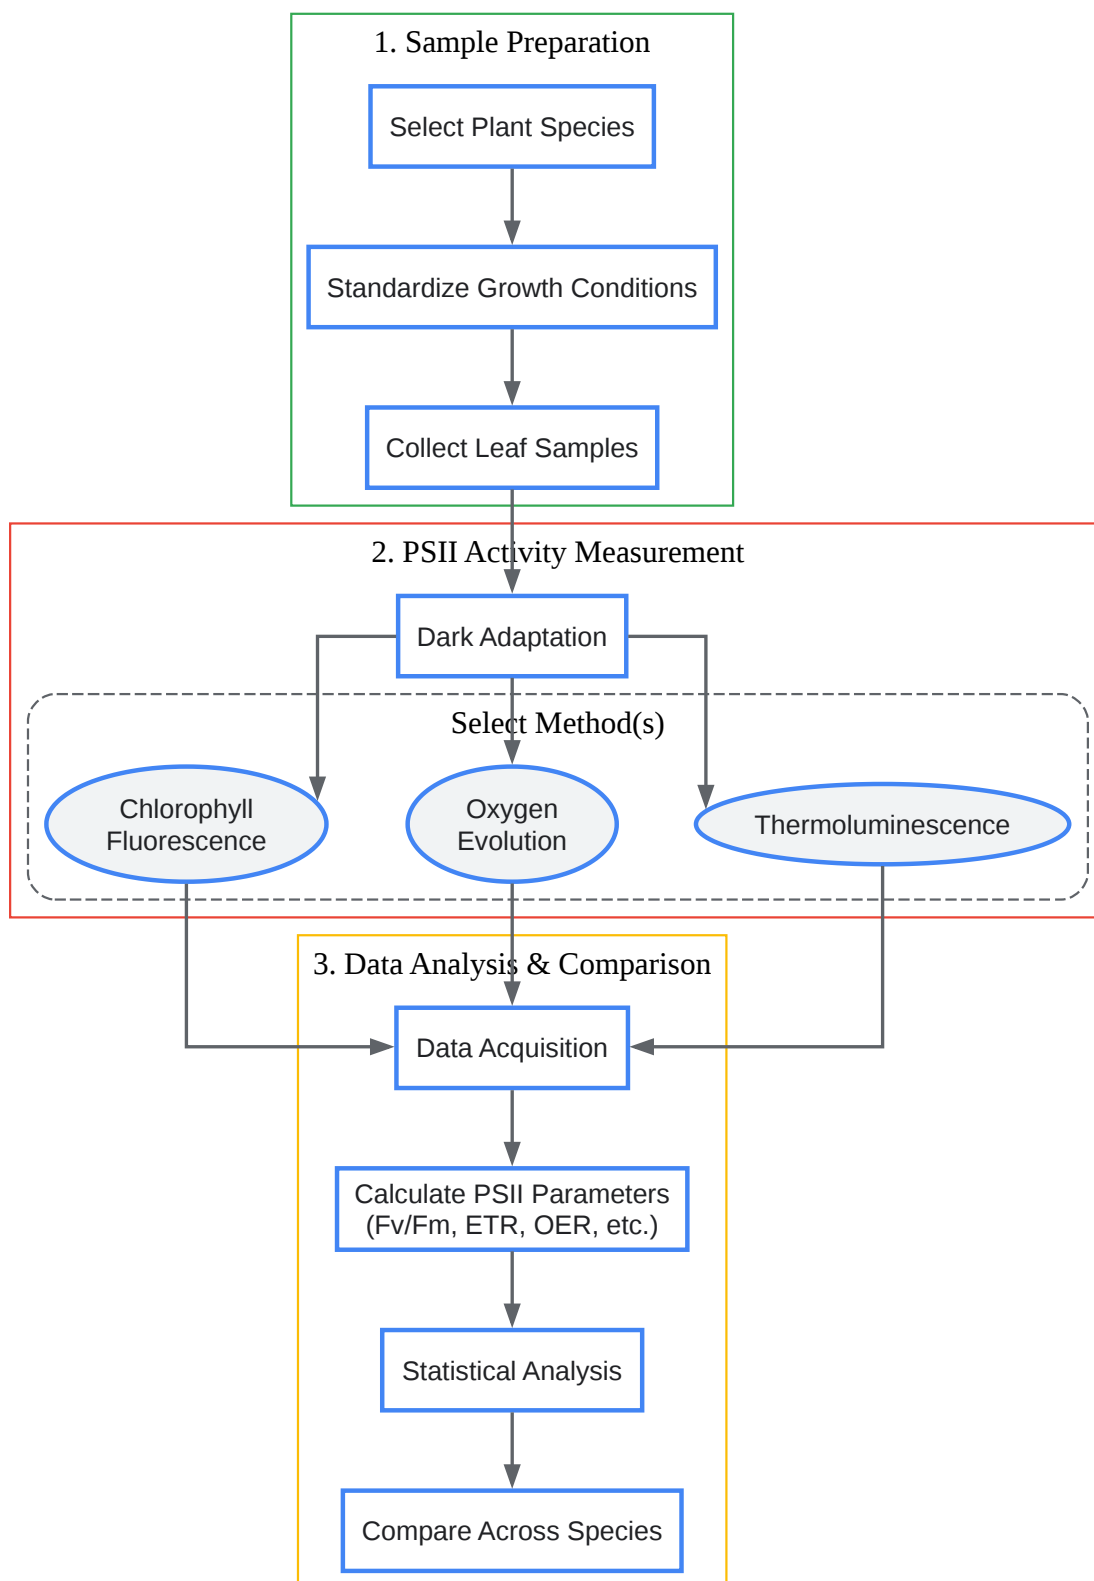 1. Sample Preparation
Select Plant Species
Standardize Growth Conditions
Collect Leaf Samples
2. PSII Activity Measurement
Dark Adaptation
Select Method(s)
Chlorophyll
Fluorescence
Oxygen
Evolution
Thermoluminescence
3. Data Analysis & Comparison
Data Acquisition
Calculate PSII Parameters
(Fv/Fm, ETR, OER, etc.)
Statistical Analysis
Compare Across Species